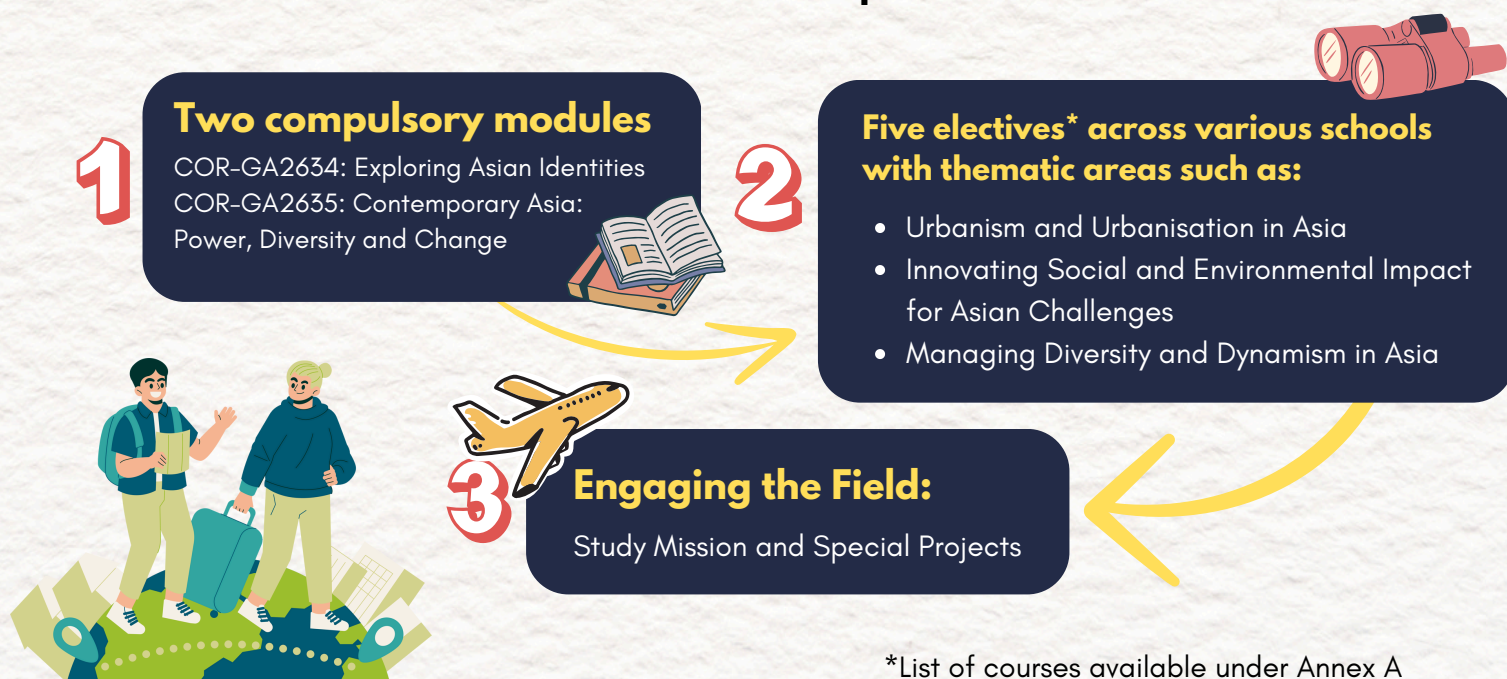 1
Two compulsory modules
COR-GA2634: Exploring Asian Identities
COR-GA2635: Contemporary Asia:
Power, Diversity and Change
2
Five electives* across various schools
with thematic areas such as:
• Urbanism and Urbanisation in Asia
• Innovating Social and Environmental Impact
for Asian Challenges
• Managing Diversity and Dynamism in Asia
3
Engaging the Field:
Study Mission and Special Projects
*List of courses available under Annex A